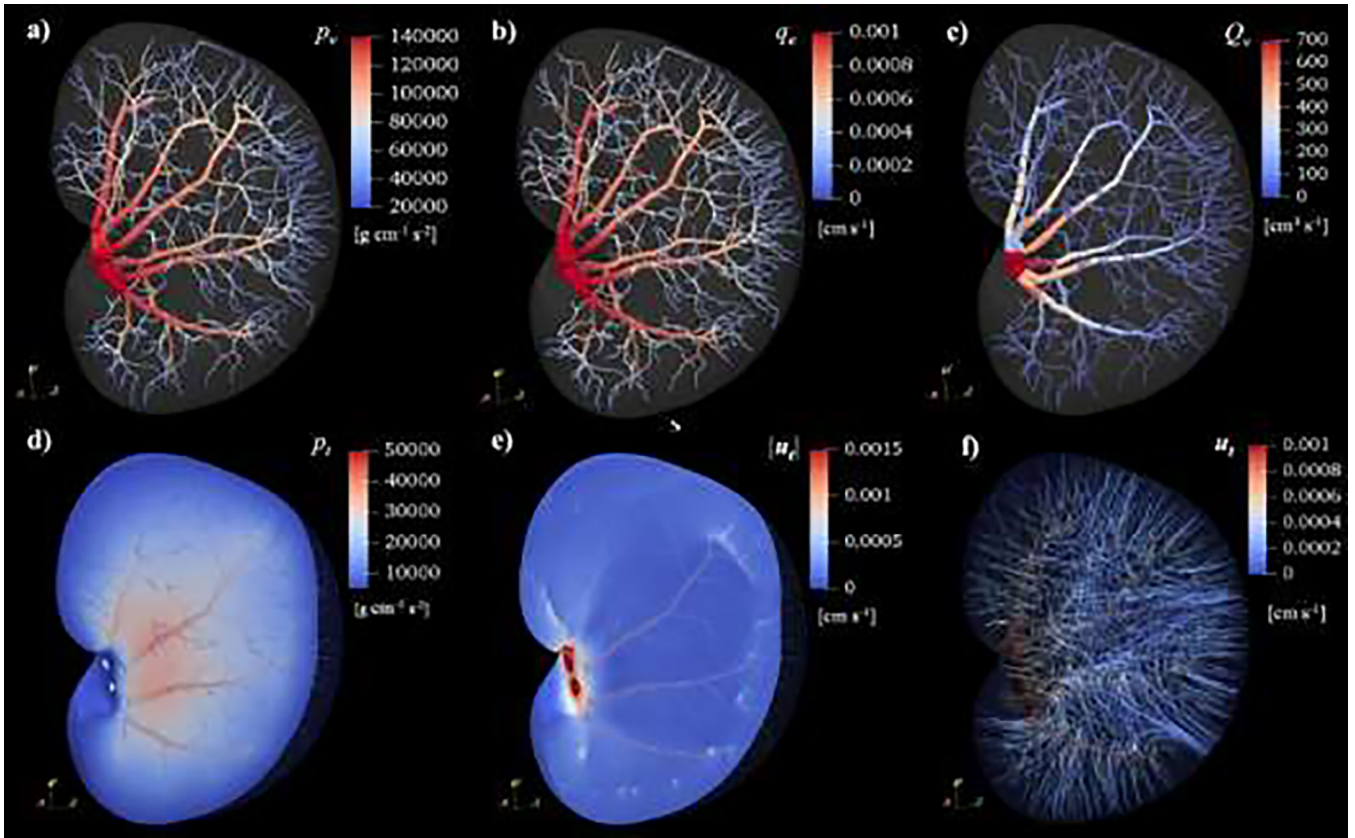 a)
p_v
140000
120000
100000
80000
60000
40000
20000
[g cm⁻¹ s⁻²]
b)
q_e
0.001
0.0008
0.0006
0.0004
0.0002
0
[cm s⁻¹]
c)
Q_v
700
600
500
400
300
200
100
0
[cm³ s⁻¹]
d)
p_t
50000
40000
30000
20000
10000
[g cm⁻¹ s⁻²]
e)
|u_t|
0.0015
0.001
0.0005
0
[cm s⁻¹]
f)
u_t
0.001
0.0008
0.0006
0.0004
0.0002
0
[cm s⁻¹]